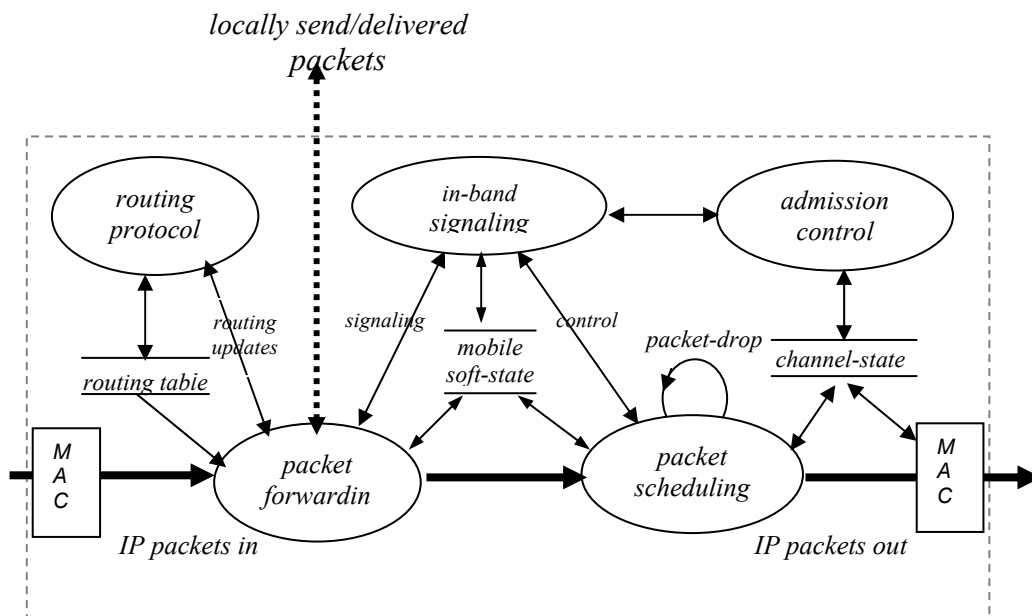 locally send/delivered
packets
routing
protocol
in-band
signaling
admission
control
routing
updates
signaling
control
packet-drop
mobile
soft-state
channel-state
routing table
M
A
C
packet
forwardin
packet
scheduling
M
A
C
IP packets in
IP packets out